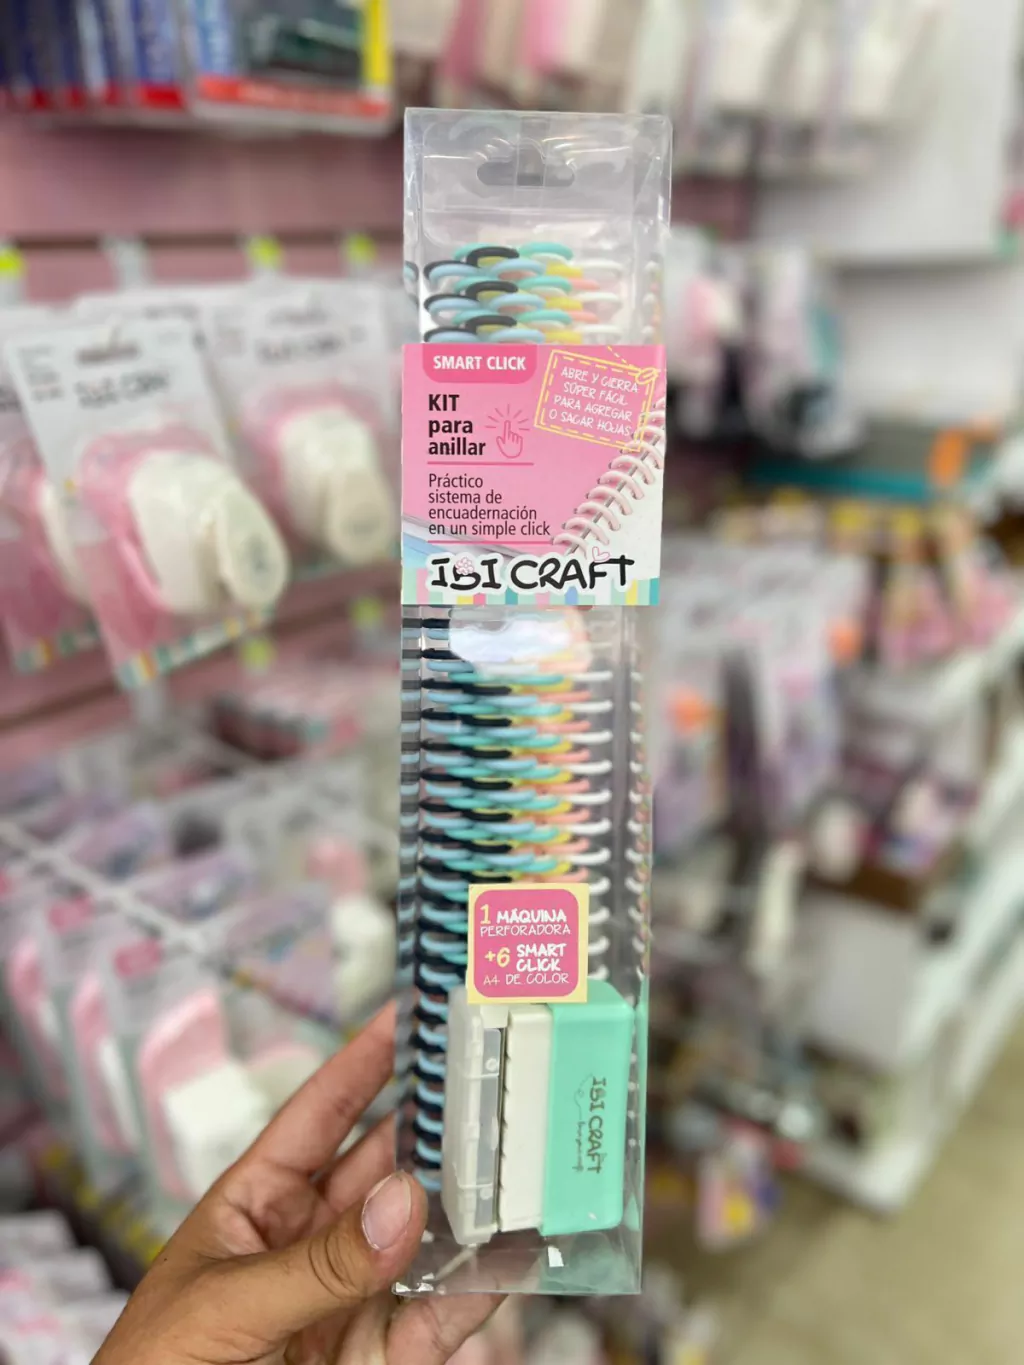 SMART CLICK
ABRE Y CIERRA
SÚPER FÁCIL
PARA AGREGAR
O SACAR HOJAS
KIT
para
anillar
Práctico
sistema de
encuadernación
en un simple click
IBI CRAFT
1 MÁQUINA
PERFORADORA
+6 SMART
CLICK
A4 DE COLOR
IBI CRAFT